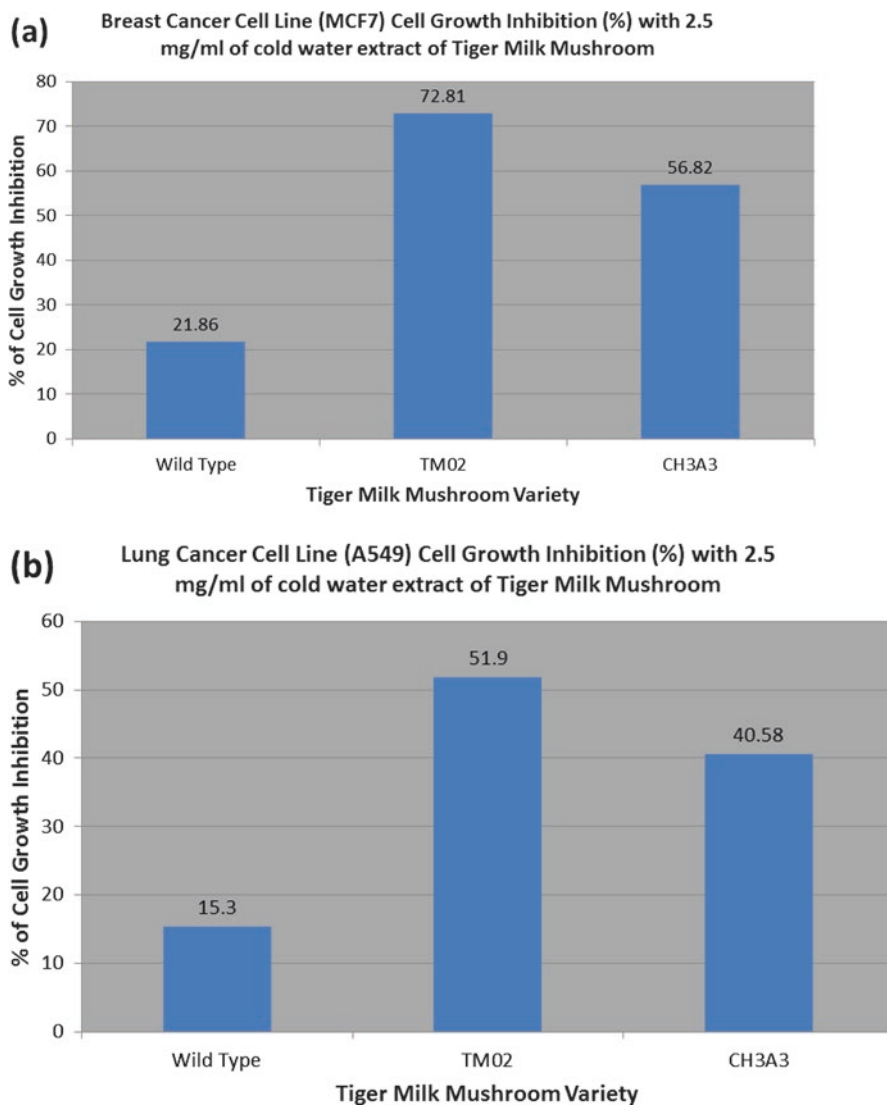 (a)
Breast Cancer Cell Line (MCF7) Cell Growth Inhibition (%) with 2.5
mg/ml of cold water extract of Tiger Milk Mushroom
% of Cell Growth Inhibition
80
70
60
50
40
30
20
10
0
21.86
72.81
56.82
Wild Type
TM02
CH3A3
Tiger Milk Mushroom Variety
(b)
Lung Cancer Cell Line (A549) Cell Growth Inhibition (%) with 2.5
mg/ml of cold water extract of Tiger Milk Mushroom
% of Cell Growth Inhibition
60
50
40
30
20
10
0
15.3
51.9
40.58
Wild Type
TM02
CH3A3
Tiger Milk Mushroom Variety